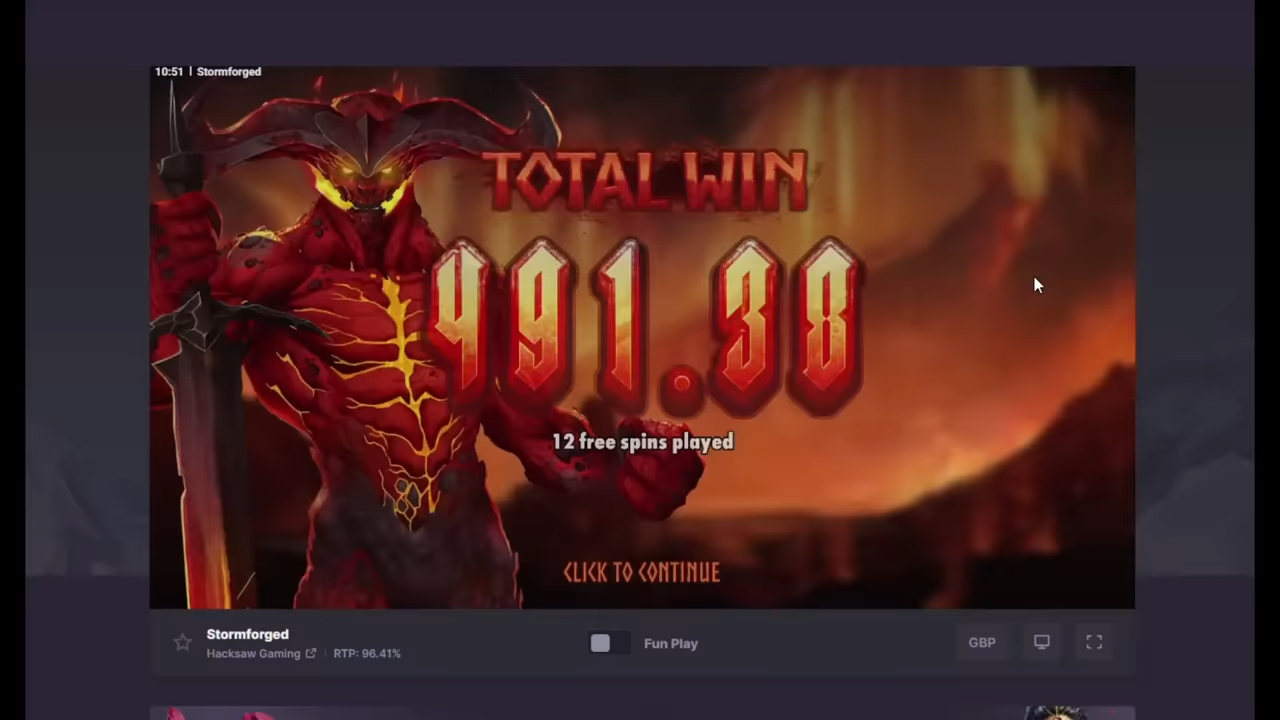 10:51 | Stormforged
TOTAL WIN
491.38
12 free spins played
CLICK TO CONTINUE
Stormforged
Hacksaw Gaming | RTP: 96.41%
Fun Play
GBP